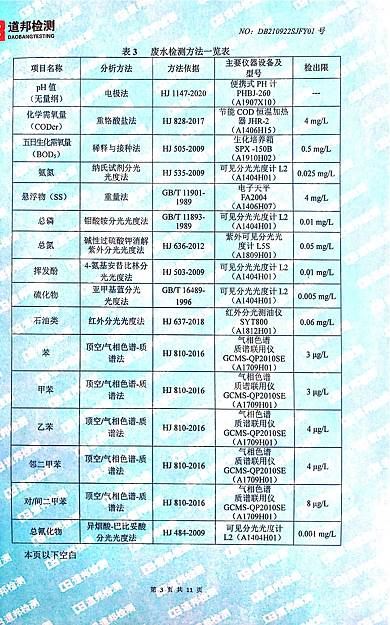 道邦检测
DAOBANGTESTING
NO：DB210922SJFY01 号
表 3 废水检测方法一览表
项目名称 分析方法 方法依据 主要仪器设备及型号 检出限
pH 值（无量纲） 电极法 HJ 1147-2020 便携式 PH 计 PHBJ-260（A1907X10） ---
化学需氧量（CODcr） 重铬酸盐法 HJ 828-2017 节能 COD 恒温加热器 JHR-2（A1406H15） 4 mg/L
五日生化需氧量（BOD₅） 稀释与接种法 HJ 505-2009 生化培养箱 SPX -150B（A1910H02） 0.5 mg/L
氨氮 纳氏试剂分光光度法 HJ 535-2009 可见分光光度计 L2（A1404H01） 0.025 mg/L
悬浮物（SS） 重量法 GB/T 11901-1989 电子天平 FA2004（A1406H07） 4 mg/L
总磷 钼酸铵分光光度法 GB/T 11893-1989 可见分光光度计 L2（A1404H01） 0.01 mg/L
总氮 碱性过硫酸钾消解紫外分光光度法 HJ 636-2012 紫外可见分光光度计 L5S（A1809H01） 0.05 mg/L
挥发酚 4-氨基安替比林分光光度法 HJ 503-2009 可见分光光度计 L2（A1404H01） 0.01 mg/L
硫化物 亚甲基蓝分光光度法 GB/T 16489-1996 可见分光光度计 L2（A1404H01） 0.005 mg/L
石油类 红外分光光度法 HJ 637-2018 红外分光测油仪 SYT800（A1812H01） 0.06 mg/L
苯 顶空/气相色谱-质谱法 HJ 810-2016 气相色谱质谱联用仪 GCMS-QP2010SE（A1709H01） 3 μg/L
甲苯 顶空/气相色谱-质谱法 HJ 810-2016 气相色谱质谱联用仪 GCMS-QP2010SE（A1709H01） 3 μg/L
乙苯 顶空/气相色谱-质谱法 HJ 810-2016 气相色谱质谱联用仪 GCMS-QP2010SE（A1709H01） 4 μg/L
邻二甲苯 顶空/气相色谱-质谱法 HJ 810-2016 气相色谱质谱联用仪 GCMS-QP2010SE（A1709H01） 4 μg/L
对/间二甲苯 顶空/气相色谱-质谱法 HJ 810-2016 气相色谱质谱联用仪 GCMS-QP2010SE（A1709H01） 8 μg/L
总氰化物 异烟酸-巴比妥酸分光光度法 HJ 484-2009 可见分光光度计 L2（A1404H01） 0.001 mg/L
本页以下空白
第 3 页 共 11 页